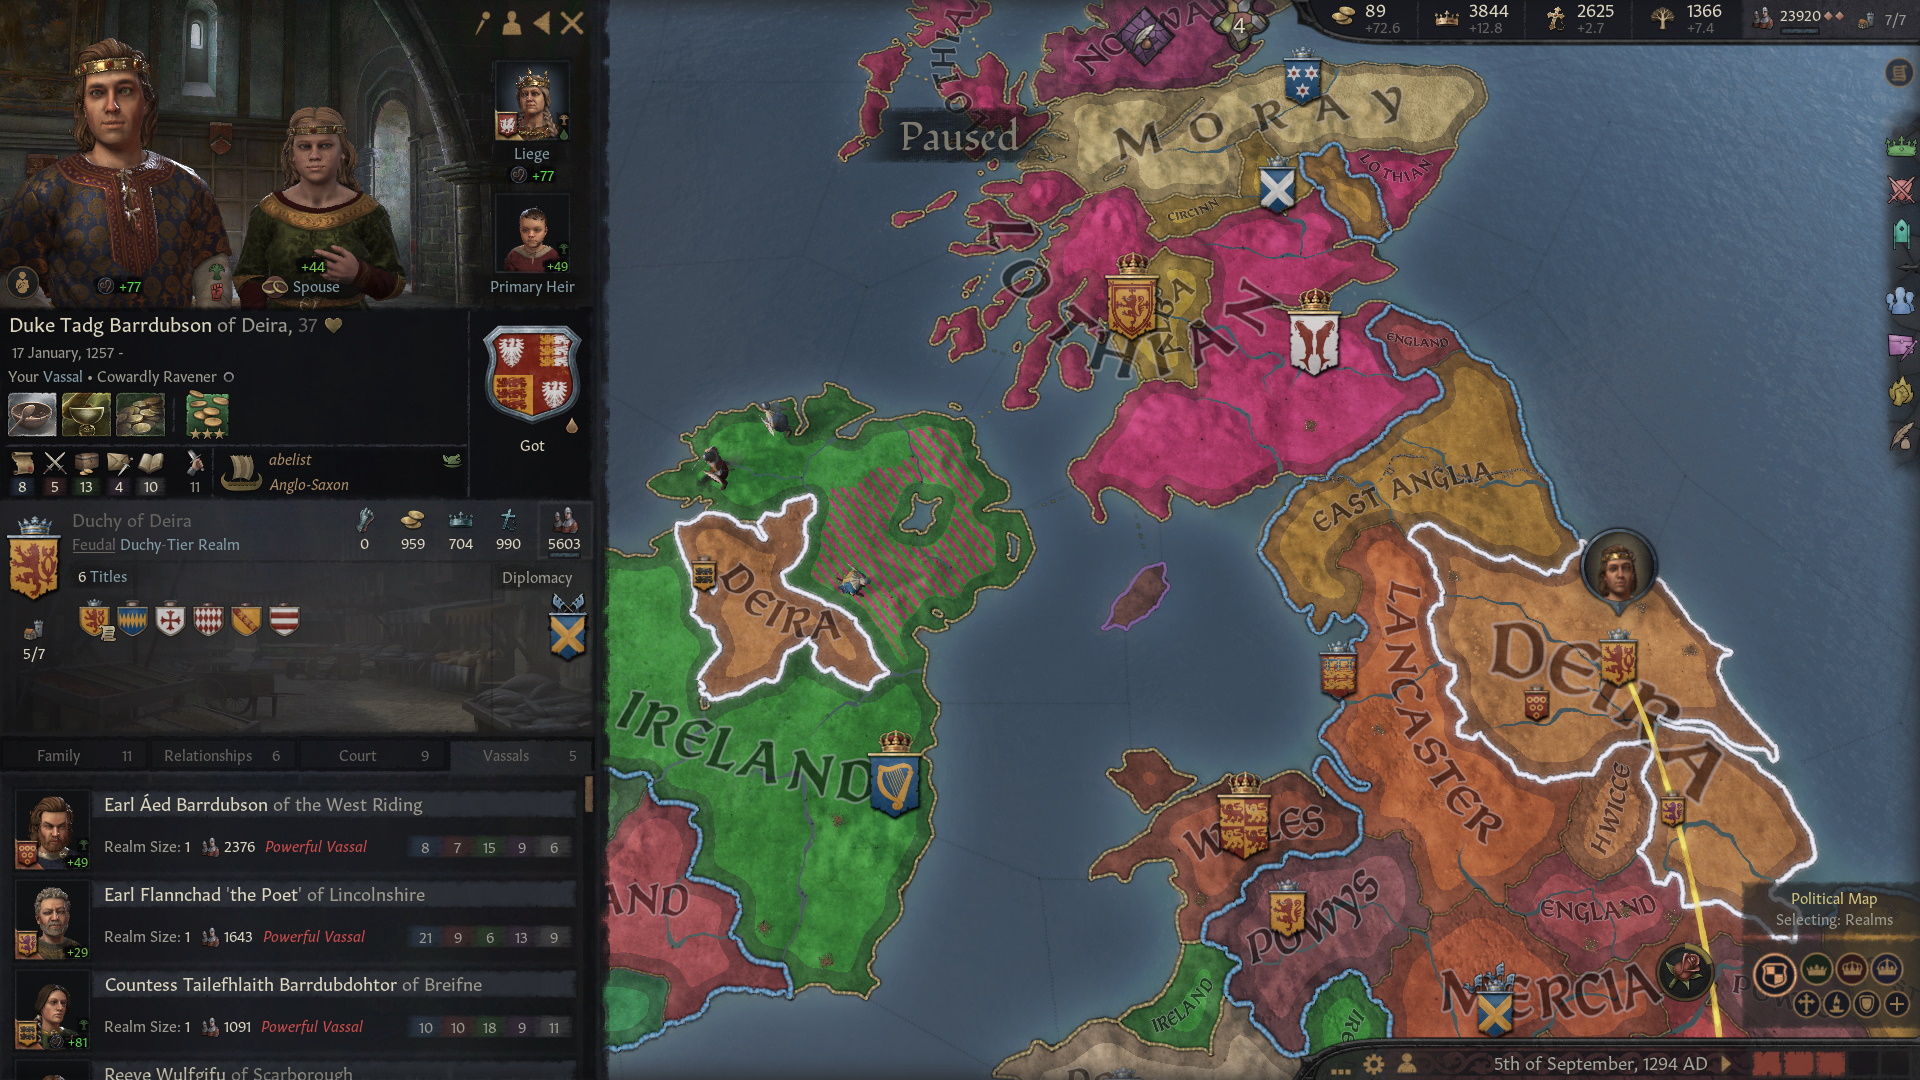 89
+72.6
3844
+12.8
2625
+2.7
1366
+7.4
23920
7/7
4
Paused
Liege
+77
+49
Primary Heir
+77
+44
Spouse
Duke Tadg Barrdubson of Deira, 37
17 January, 1257 -
Your Vassal • Cowardly Ravener
Got
8 5 13 4 10 11
abelist
Anglo-Saxon
Duchy of Deira
Feudal Duchy-Tier Realm
0 959 704 990 5603
6 Titles
Diplomacy
5/7
Family 11
Relationships 6
Court 9
Vassals 5
Earl Áed Barrdubson of the West Riding
Realm Size: 1 2376 Powerful Vassal 8 7 15 9 6
+49
Earl Flannchad 'the Poet' of Lincolnshire
Realm Size: 1 1643 Powerful Vassal 21 9 6 13 9
+29
Countess Tailefhlaith Barrdubdohtor of Breifne
Realm Size: 1 1091 Powerful Vassal 10 10 18 9 11
+81
Reeve Wulfgifu of Scarborough
MORAY
LOTHIAN
CIRCINN
LOTHIAN
ALBA
ENGLAND
EAST ANGLIA
DEIRA
IRELAND
LANCASTER
DEIRA
HWICCE
WALES
POWYS
ENGLAND
MERCIA
IRELAND
Political Map
Selecting: Realms
5th of September, 1294 AD